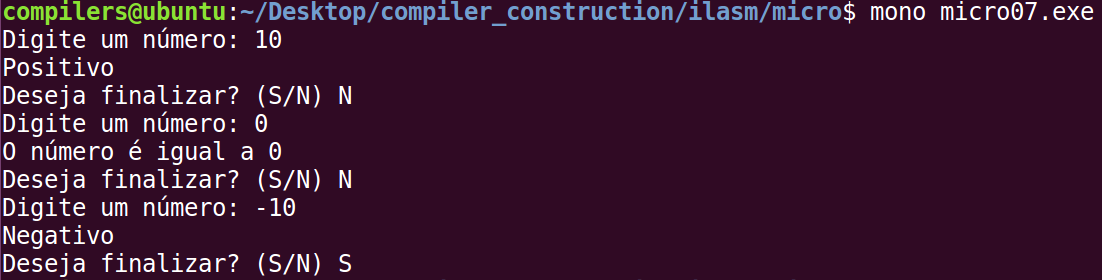 compilers@ubuntu:~/Desktop/compiler_construction/ilasm/micro$ mono micro07.exe
Digite um número: 10
Positivo
Deseja finalizar? (S/N) N
Digite um número: 0
O número é igual a 0
Deseja finalizar? (S/N) N
Digite um número: -10
Negativo
Deseja finalizar? (S/N) S